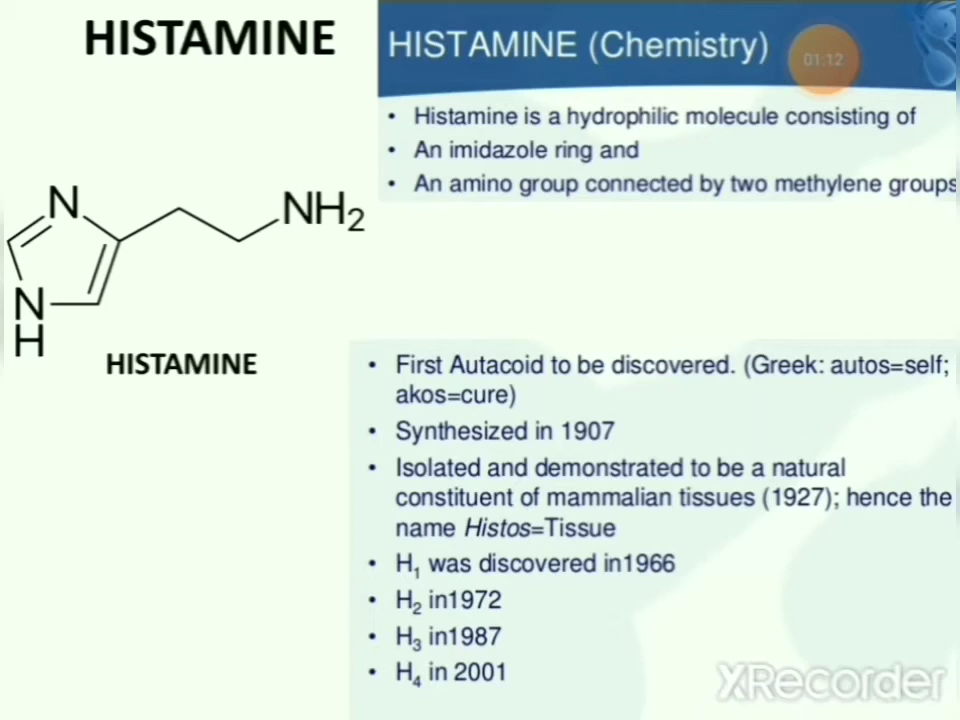 HISTAMINE
HISTAMINE (Chemistry)
01:12
• Histamine is a hydrophilic molecule consisting of
• An imidazole ring and
• An amino group connected by two methylene groups
N
NH2
N
H
HISTAMINE
• First Autacoid to be discovered. (Greek: autos=self;
akos=cure)
• Synthesized in 1907
• Isolated and demonstrated to be a natural
constituent of mammalian tissues (1927); hence the
name Histos=Tissue
• H1 was discovered in1966
• H2 in1972
• H3 in1987
• H4 in 2001
XRecorder